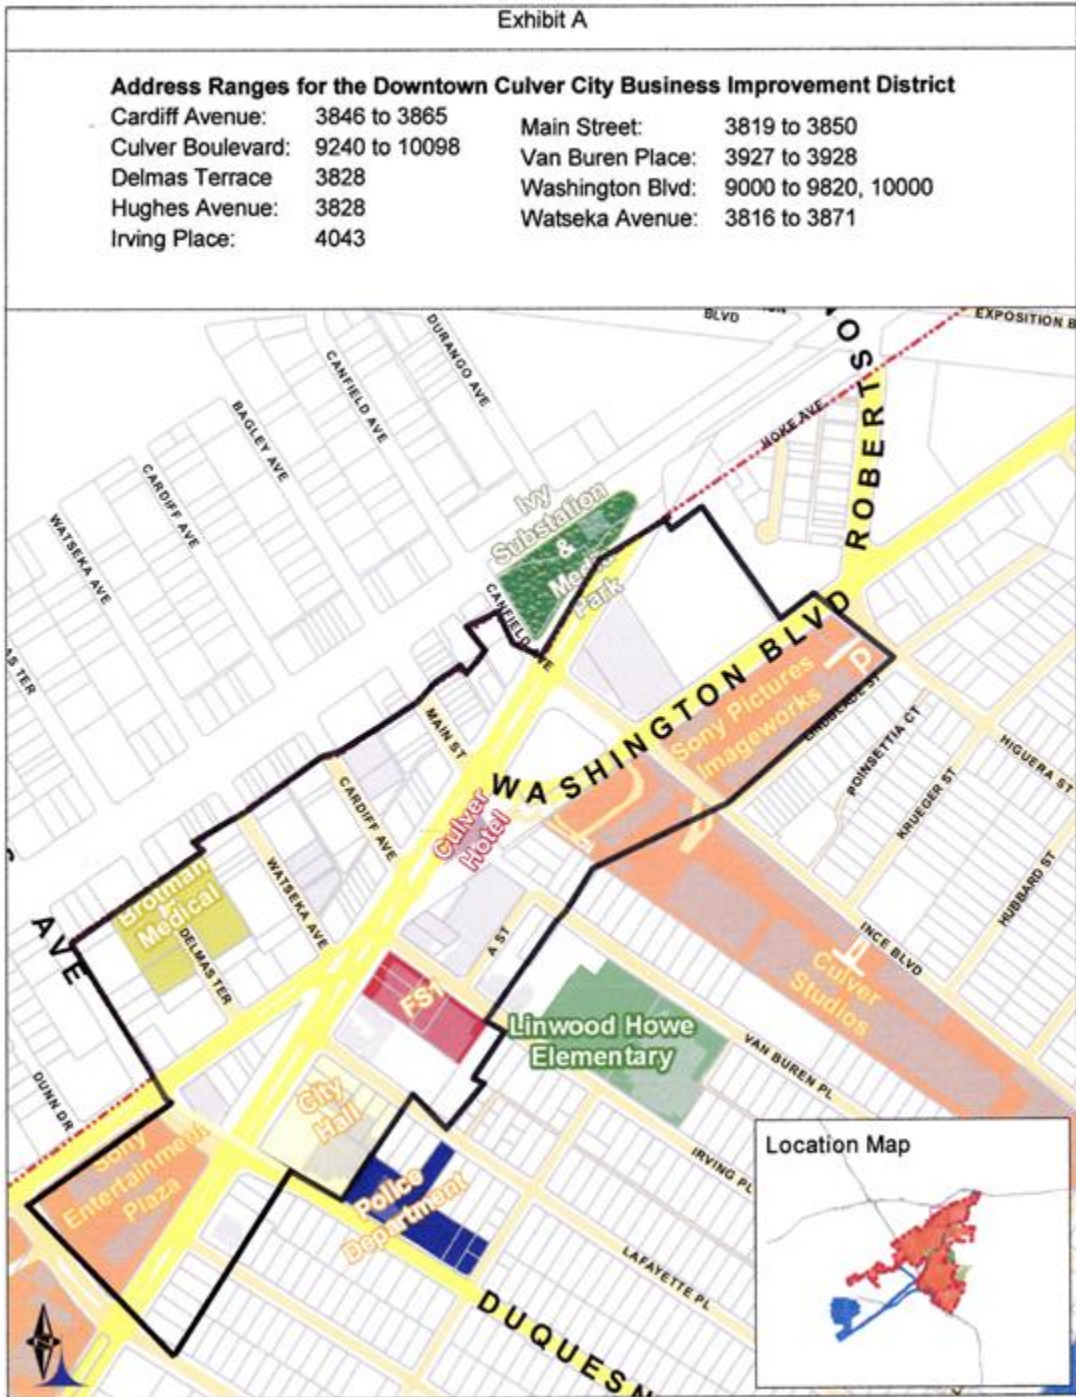 Exhibit A
Address Ranges for the Downtown Culver City Business Improvement District
Cardiff Avenue: 3846 to 3865
Culver Boulevard: 9240 to 10098
Delmas Terrace 3828
Hughes Avenue: 3828
Irving Place: 4043
Main Street: 3819 to 3850
Van Buren Place: 3927 to 3928
Washington Blvd: 9000 to 9820, 10000
Watseka Avenue: 3816 to 3871
BLVD
EXPOSITION B
DURANGO AVE
CANFIELD AVE
BAGLEY AVE
CARDIFF AVE
WATSEKA AVE
AS TER
HOKE AVE
ROBERTSO
Ivy
Substation
&
Media
Park
CANFIELD AVE
WASHINGTON BLVD
MAIN ST
Sony Pictures
Imageworks
P
LINDBLADE ST
POINSETTIA CT
HIGUERA ST
KRUEGER ST
HUBBARD ST
CARDIFF AVE
Culver
Hotel
WATSEKA AVE
Brotman
Medical
DELMAS TER
AVE
A ST
INCE BLVD
Culver
Studios
FS1
Linwood Howe
Elementary
VAN BUREN PL
City
Hall
DUNN DR
Sony
Entertainment
Plaza
Police
Department
IRVING PL
LAFAYETTE PL
DUQUESN
Location Map